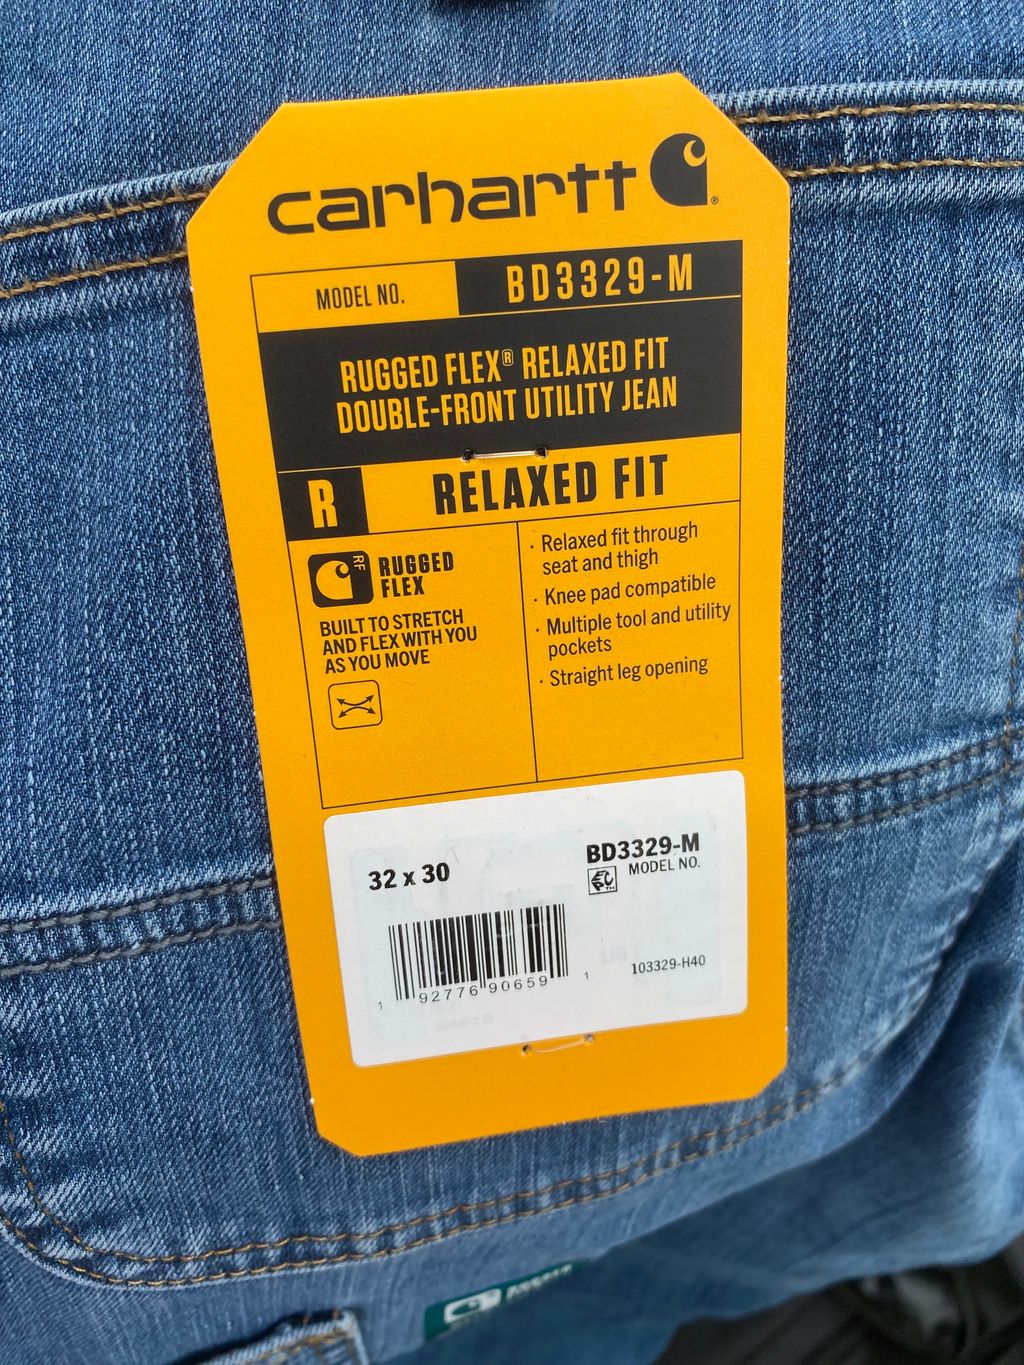 carhartt
MODEL NO.
BD3329-M
RUGGED FLEX® RELAXED FIT
DOUBLE-FRONT UTILITY JEAN
R
RELAXED FIT
RF
RUGGED
FLEX
BUILT TO STRETCH
AND FLEX WITH YOU
AS YOU MOVE
· Relaxed fit through
seat and thigh
· Knee pad compatible
· Multiple tool and utility
pockets
· Straight leg opening
32 x 30
BD3329-M
MODEL NO.
EPC
TM
1 92776 90659 1
103329-H40